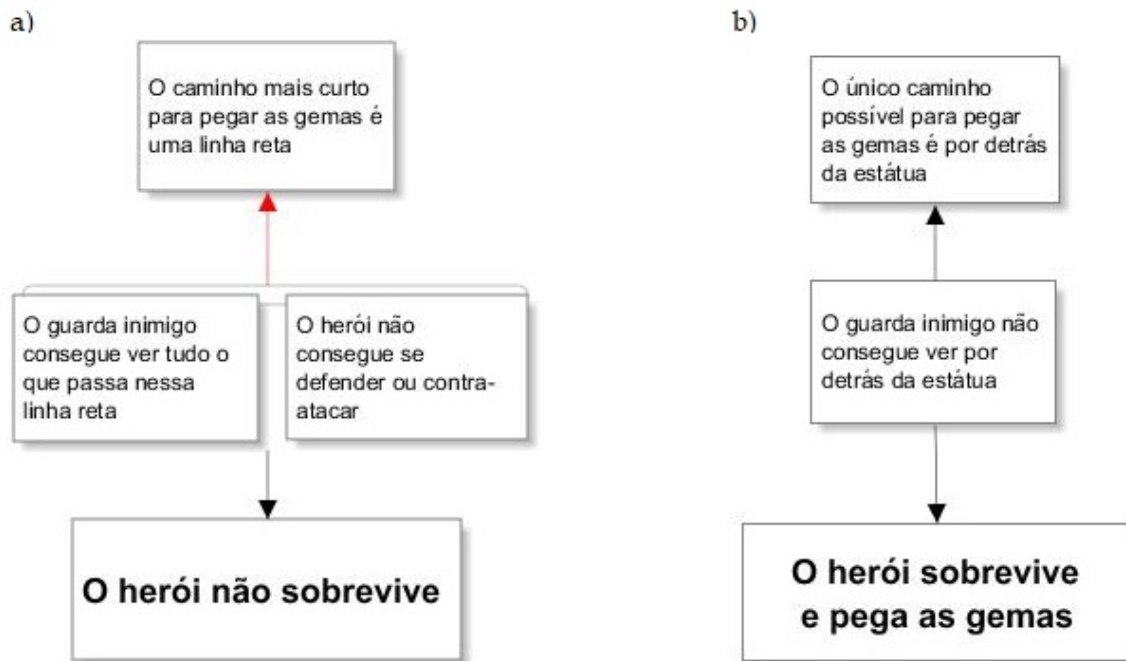 a)
O caminho mais curto
para pegar as gemas é
uma linha reta
O guarda inimigo
consegue ver tudo o
que passa nessa
linha reta
O herói não
consegue se
defender ou contra-
atacar
O herói não sobrevive
b)
O único caminho
possível para pegar
as gemas é por detrás
da estátua
O guarda inimigo não
consegue ver por
detrás da estátua
O herói sobrevive
e pega as gemas